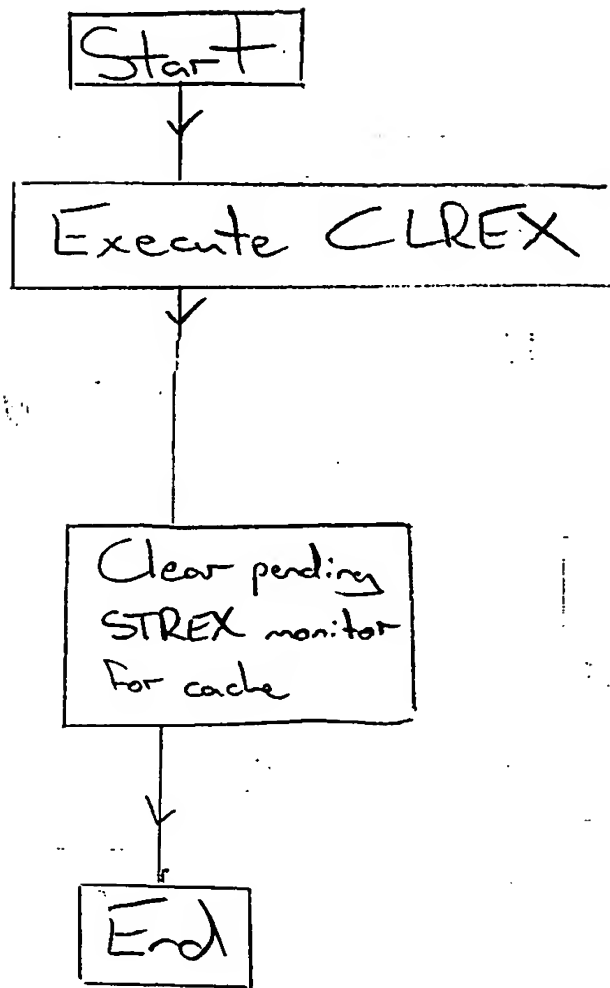 Start
Execute CLREX
Clear pending
STREX monitor
For cache
End